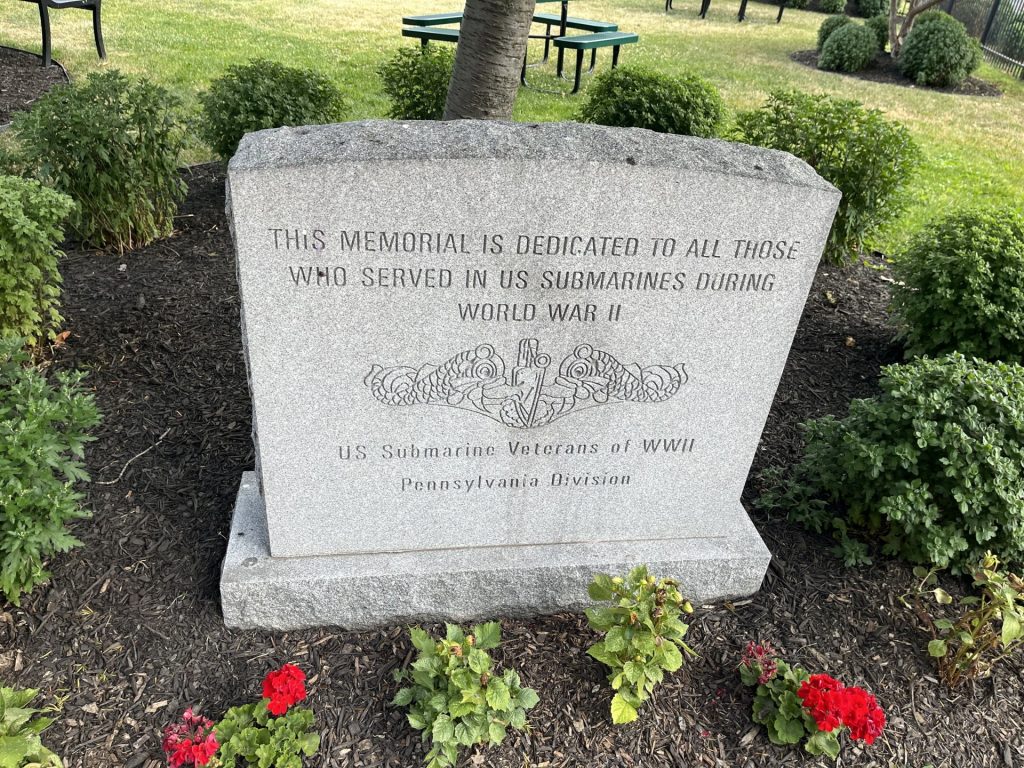 THIS MEMORIAL IS DEDICATED TO ALL THOSE
WHO SERVED IN US SUBMARINES DURING
WORLD WAR II
US Submarine Veterans of WWII
Pennsylvania Division